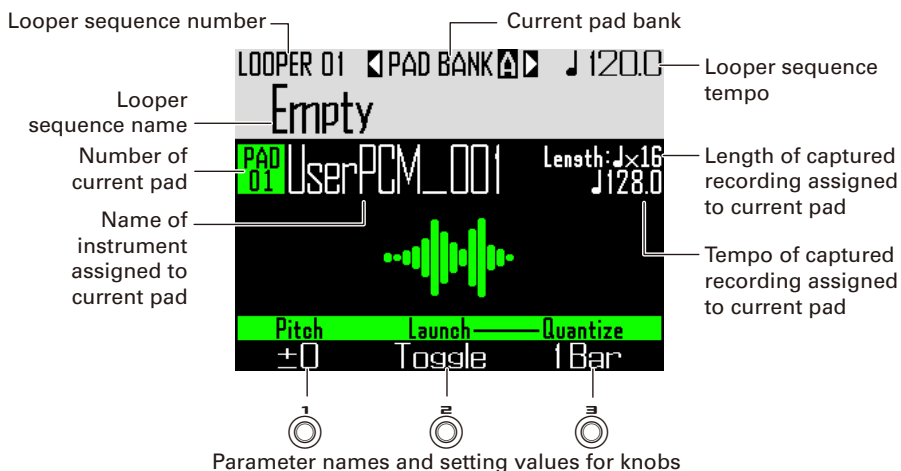 Looper sequence number
Current pad bank
LOOPER 01 ◀PAD BANK A▶ ♩120.0
Looper sequence tempo
Looper sequence name
Empty
Number of current pad
PAD 01
UserPCM_001
Length:♩×16
♩128.0
Length of captured recording assigned to current pad
Name of instrument assigned to current pad
Tempo of captured recording assigned to current pad
Pitch Launch Quantize
±0 Toggle 1Bar
1 2 3
Parameter names and setting values for knobs